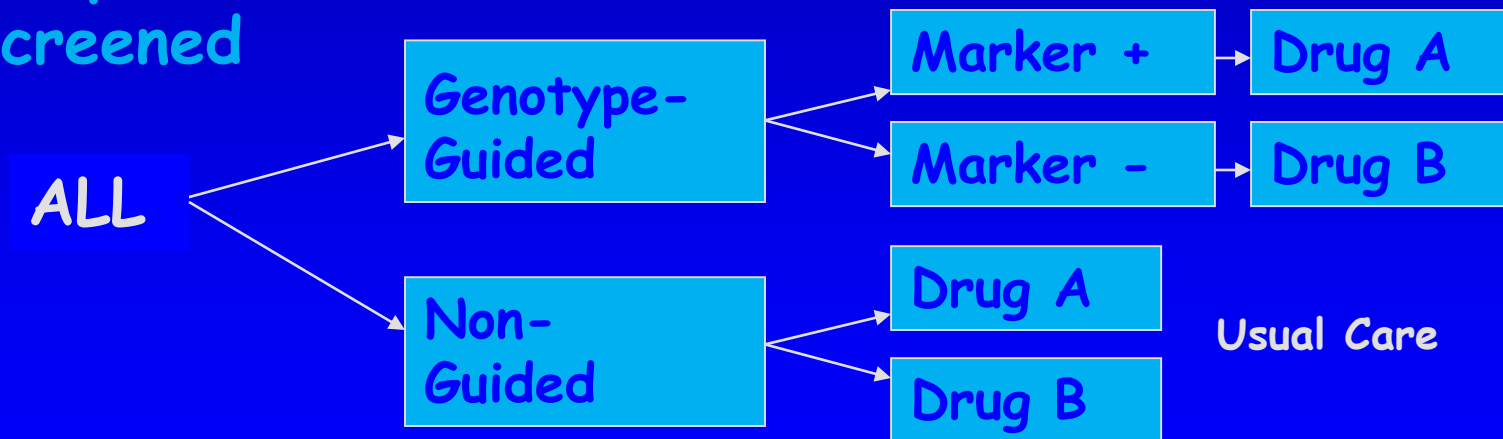 creened
ALL
Genotype-
Guided
Marker +
Drug A
Marker -
Drug B
Non-
Guided
Drug A
Drug B
Usual Care